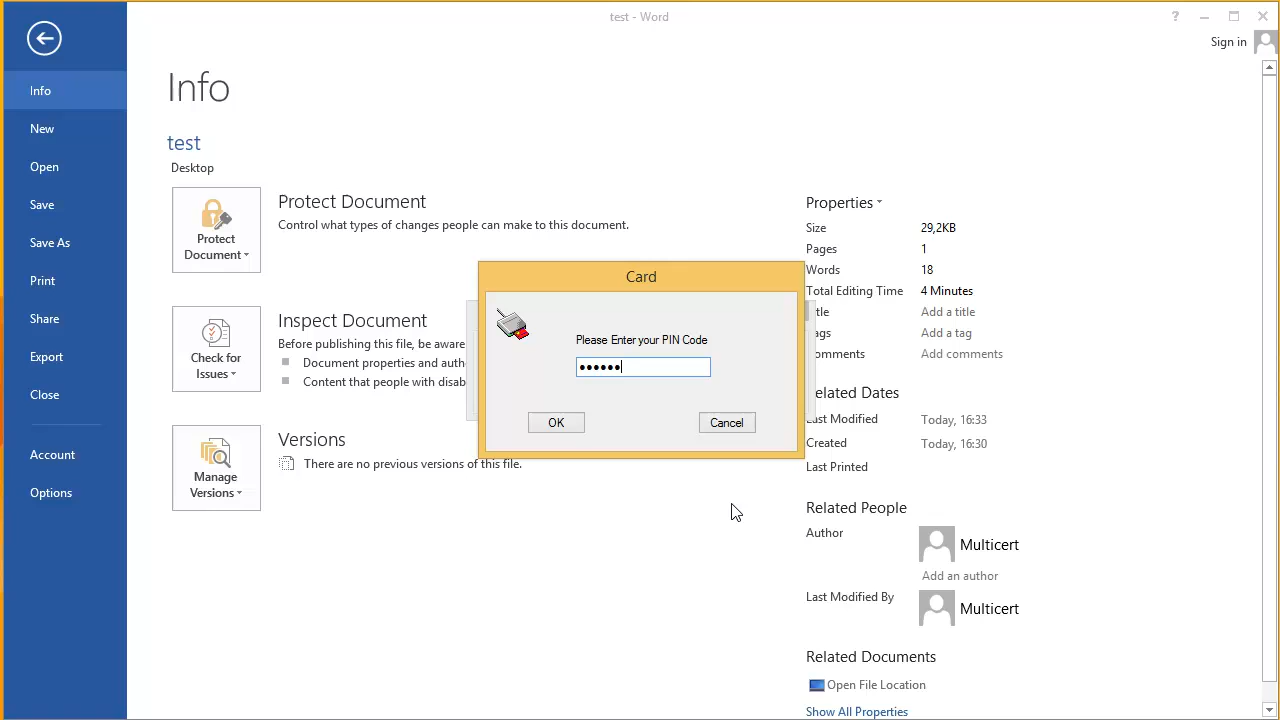 test - Word
?
Sign in
Info
New
Open
Save
Save As
Print
Share
Export
Close
Account
Options
Info
test
Desktop
Protect
Document
Protect Document
Control what types of changes people can make to this document.
Check for
Issues
Inspect Document
Before publishing this file, be aware
Document properties and auth
Content that people with disab
Manage
Versions
Versions
There are no previous versions of this file.
Card
Please Enter your PIN Code
••••••
OK
Cancel
Properties
Size 29,2KB
Pages 1
Words 18
Total Editing Time 4 Minutes
itle Add a title
ags Add a tag
omments Add comments
elated Dates
Last Modified Today, 16:33
Created Today, 16:30
Last Printed
Related People
Author Multicert
Add an author
Last Modified By Multicert
Related Documents
Open File Location
Show All Properties